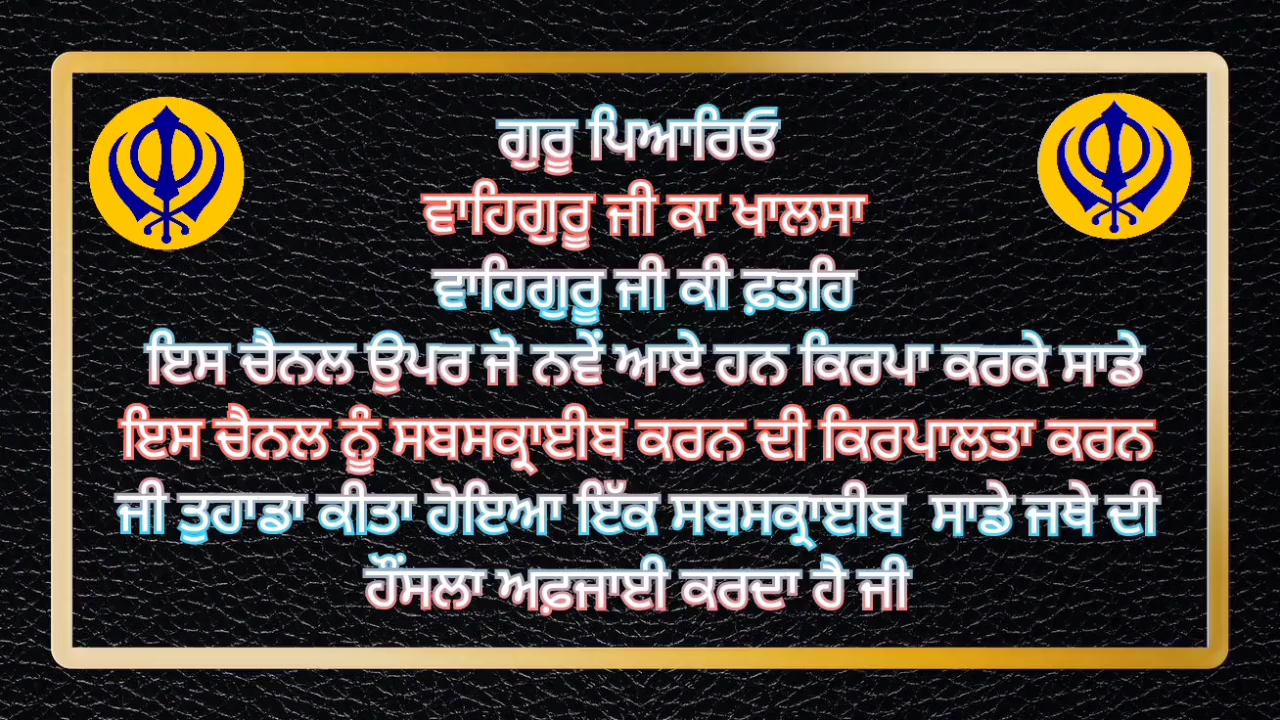 ਗੁਰੂ ਪਿਆਰਿਓ
ਵਾਹਿਗੁਰੂ ਜੀ ਕਾ ਖਾਲਸਾ
ਵਾਹਿਗੁਰੂ ਜੀ ਕੀ ਫ਼ਤਹਿ
ਇਸ ਚੈਨਲ ਉਪਰ ਜੋ ਨਵੇਂ ਆਏ ਹਨ ਕਿਰਪਾ ਕਰਕੇ ਸਾਡੇ
ਇਸ ਚੈਨਲ ਨੂੰ ਸਬਸਕ੍ਰਾਈਬ ਕਰਨ ਦੀ ਕਿਰਪਾਲਤਾ ਕਰਨ
ਜੀ ਤੁਹਾਡਾ ਕੀਤਾ ਹੋਇਆ ਇੱਕ ਸਬਸਕ੍ਰਾਈਬ ਸਾਡੇ ਜਥੇ ਦੀ
ਹੌਂਸਲਾ ਅਫ਼ਜਾਈ ਕਰਦਾ ਹੈ ਜੀ